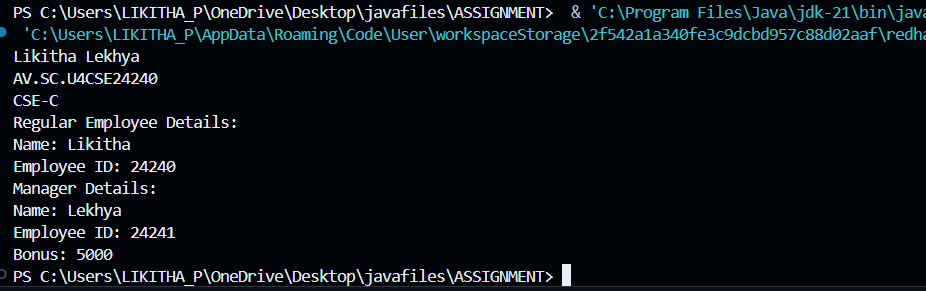 PS C:\Users\LIKITHA_P\OneDrive\Desktop\javafiles\ASSIGNMENT>  & 'C:\Program Files\Java\jdk-21\bin\java
'C:\Users\LIKITHA_P\AppData\Roaming\Code\User\workspaceStorage\2f542a1a340fe3c9dcbd957c88d02aaf\redha
Likitha Lekhya
AV.SC.U4CSE24240
CSE-C
Regular Employee Details:
Name: Likitha
Employee ID: 24240
Manager Details:
Name: Lekhya
Employee ID: 24241
Bonus: 5000
PS C:\Users\LIKITHA_P\OneDrive\Desktop\javafiles\ASSIGNMENT>